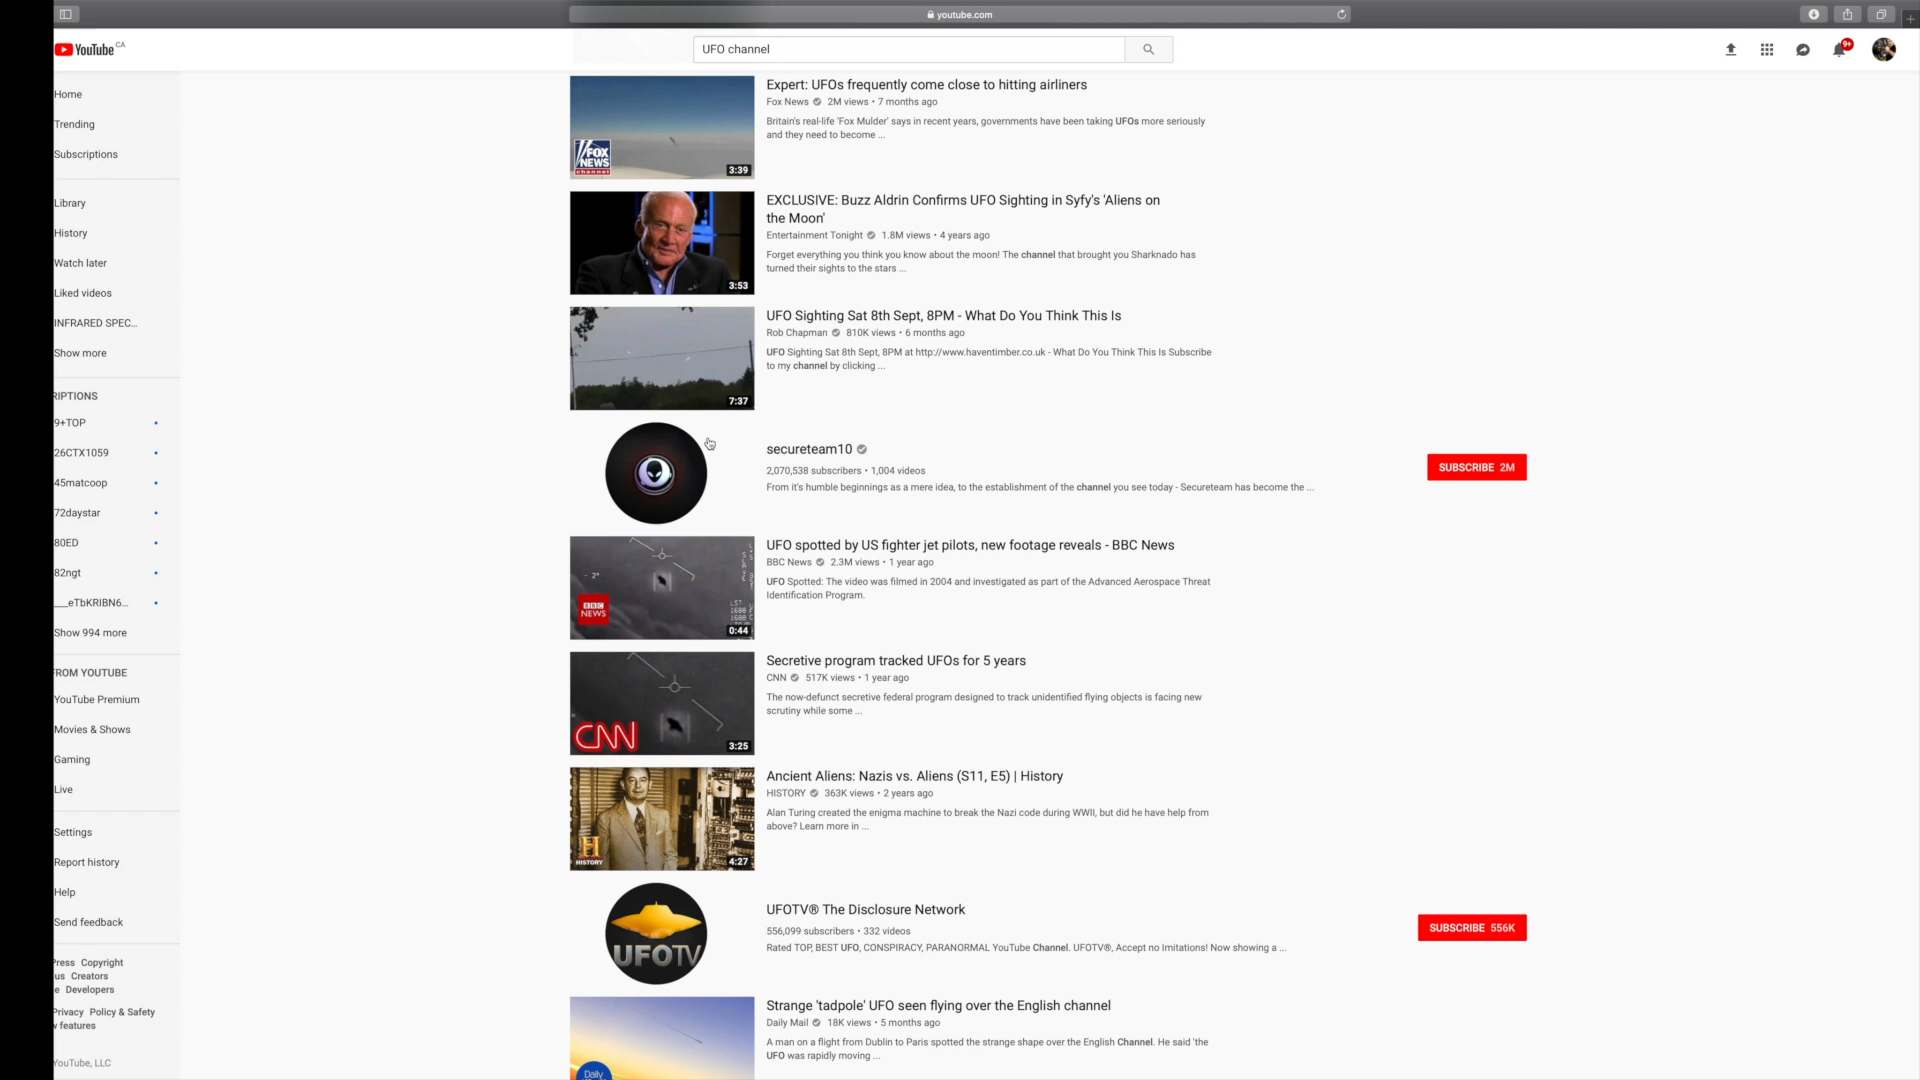 youtube.com
YouTube CA
UFO channel
9+
Home
Trending
Subscriptions
Library
History
Watch later
Liked videos
INFRARED SPEC...
Show more
RIPTIONS
9+TOP
26CTX1059
45matcoop
72daystar
80ED
82ngt
___eTbKRIBN6...
Show 994 more
ROM YOUTUBE
YouTube Premium
Movies & Shows
Gaming
Live
Settings
Report history
Help
Send feedback
Press Copyright
us Creators
e Developers
Privacy Policy & Safety
v features
YouTube, LLC
Expert: UFOs frequently come close to hitting airliners
Fox News 2M views • 7 months ago
Britain's real-life 'Fox Mulder' says in recent years, governments have been taking UFOs more seriously
and they need to become ...
FOX
NEWS
channel
3:39
EXCLUSIVE: Buzz Aldrin Confirms UFO Sighting in Syfy's 'Aliens on
the Moon'
Entertainment Tonight 1.8M views • 4 years ago
Forget everything you think you know about the moon! The channel that brought you Sharknado has
turned their sights to the stars ...
3:53
UFO Sighting Sat 8th Sept, 8PM - What Do You Think This Is
Rob Chapman 810K views • 6 months ago
UFO Sighting Sat 8th Sept, 8PM at http://www.haventimber.co.uk - What Do You Think This Is Subscribe
to my channel by clicking ...
7:37
secureteam10
2,070,538 subscribers • 1,004 videos
From it's humble beginnings as a mere idea, to the establishment of the channel you see today - Secureteam has become the ...
SUBSCRIBE 2M
UFO spotted by US fighter jet pilots, new footage reveals - BBC News
BBC News 2.3M views • 1 year ago
UFO Spotted: The video was filmed in 2004 and investigated as part of the Advanced Aerospace Threat
Identification Program.
- 2°
BBC
NEWS
LST
1688
1688
0:44
Secretive program tracked UFOs for 5 years
CNN 517K views • 1 year ago
The now-defunct secretive federal program designed to track unidentified flying objects is facing new
scrutiny while some ...
CNN
3:25
Ancient Aliens: Nazis vs. Aliens (S11, E5) | History
HISTORY 363K views • 2 years ago
Alan Turing created the enigma machine to break the Nazi code during WWII, but did he have help from
above? Learn more in ...
H
HISTORY
4:27
UFOTV® The Disclosure Network
556,099 subscribers • 332 videos
Rated TOP, BEST UFO, CONSPIRACY, PARANORMAL YouTube Channel. UFOTV®, Accept no Imitations! Now showing a ...
UFOTV
SUBSCRIBE 556K
Strange 'tadpole' UFO seen flying over the English channel
Daily Mail 18K views • 5 months ago
A man on a flight from Dublin to Paris spotted the strange shape over the English Channel. He said 'the
UFO was rapidly moving ...
Daily